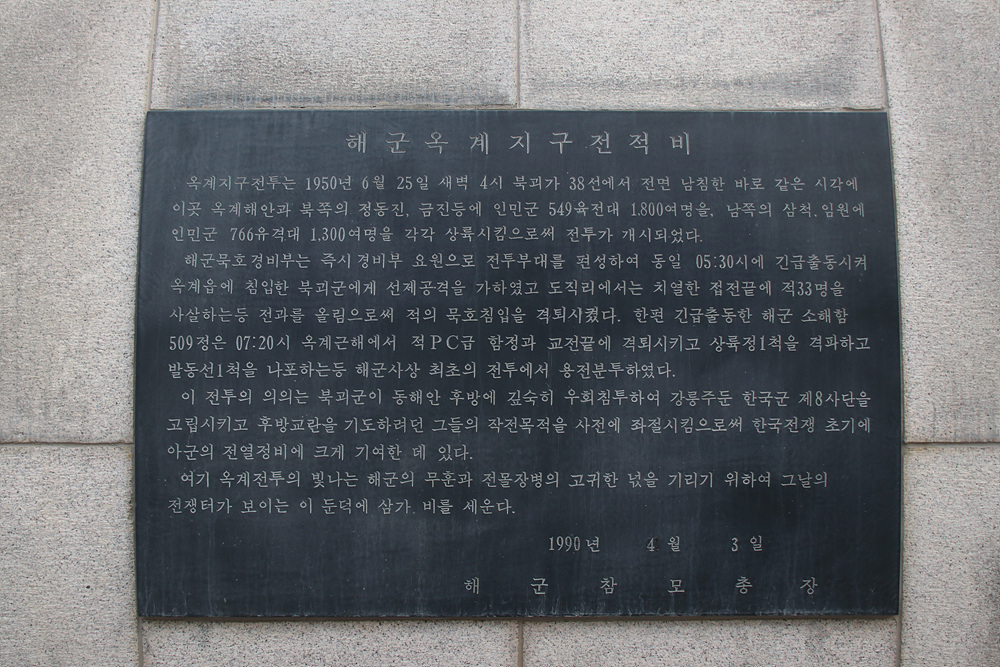 해군옥계지구전적비
옥계지구전투는 1950년 6월 25일 새벽 4시 북괴가 38선에서 전면 남침한 바로 같은 시각에
이곳 옥계해안과 북쪽의 정동진, 금진등에 인민군 549육전대 1,800여명을, 남쪽의 삼척,임원에
인민군 766유격대 1,300여명을 각각 상륙시킴으로써 전투가 개시되었다.
해군묵호경비부는 즉시경비부 요원으로 전투부대를 편성하여 동일 05:30시에 긴급출동시켜
옥계읍에 침입한 북괴군에게 선제공격을 가하였고 도직리에서는 치열한 접전끝에 적33명을
사살하는등 전과를 올림으로써 적의 묵호침입을 격퇴시켰다. 한편 긴급출동한 해군 소해함
509정은 07:20시 옥계근해에서 적PC급 함정과 교전끝에 격퇴시키고 상륙정1척을 격파하고
발동선1척을 나포하는등 해군사상 최초의 전투에서 용전분투하였다.
이 전투의 의의는 북괴군이 동해안 후방에 깊숙히 우회침투하여 강릉주둔 한국군 제8사단을
고립시키고 후방교란을 기도하려던 그들의 작전목적을 사전에 좌절시킴으로써 한국전쟁 초기에
아군의 전열정비에 크게 기여한 데 있다.
여기 옥계전투의 빛나는 해군의 무훈과 전몰장병의 고귀한 넋을 기리기 위하여 그날의
전쟁터가 보이는 이 둔덕에 삼가 비를 세운다.
1990년 4월 3일
해군참모총장